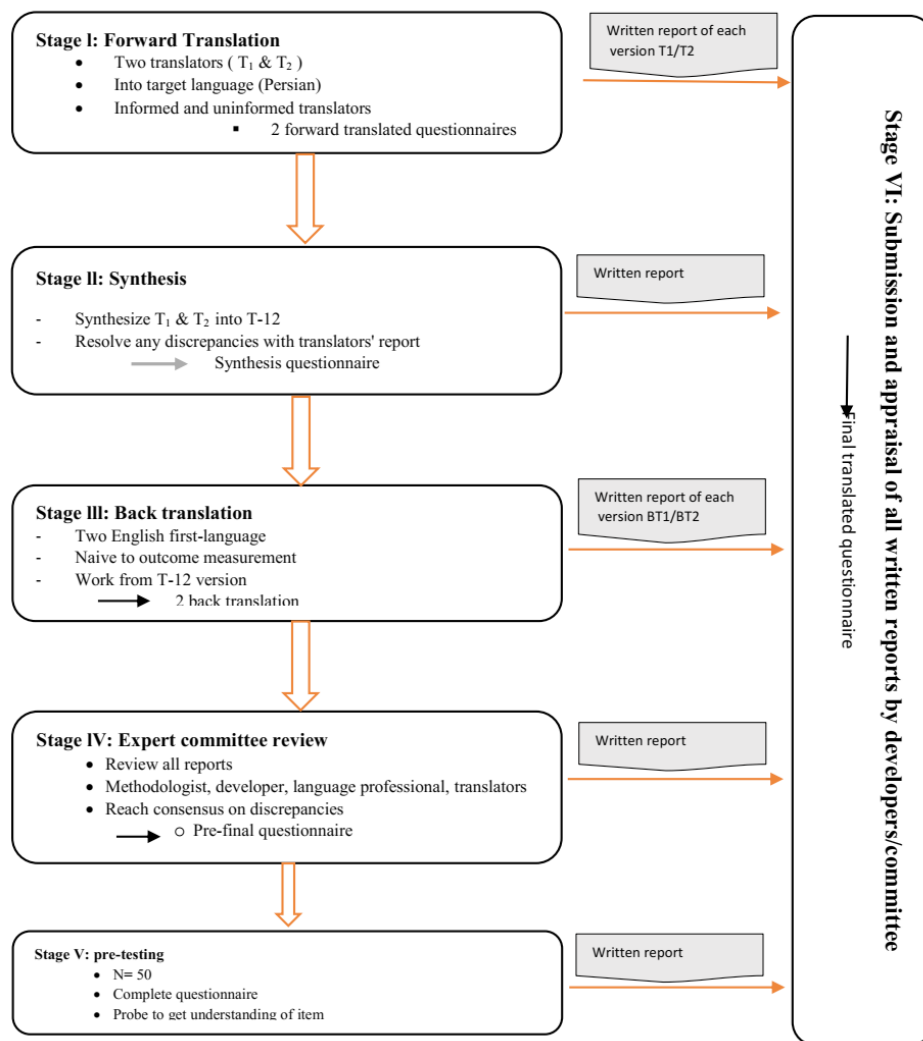 Stage I: Forward Translation
• Two translators ( T₁ & T₂ )
• Into target language (Persian)
• Informed and uninformed translators
▪ 2 forward translated questionnaires
Written report of each
version T1/T2
Stage ll: Synthesis
- Synthesize T₁ & T₂ into T-12
- Resolve any discrepancies with translators' report
Synthesis questionnaire
Written report
Stage lll: Back translation
- Two English first-language
- Naive to outcome measurement
- Work from T-12 version
2 back translation
Written report of each
version BT1/BT2
Stage lV: Expert committee review
• Review all reports
• Methodologist, developer, language professional, translators
• Reach consensus on discrepancies
o Pre-final questionnaire
Written report
Stage V: pre-testing
• N= 50
• Complete questionnaire
• Probe to get understanding of item
Written report
Stage VI: Submission and appraisal of all written reports by developers/committee
Final translated questionnaire